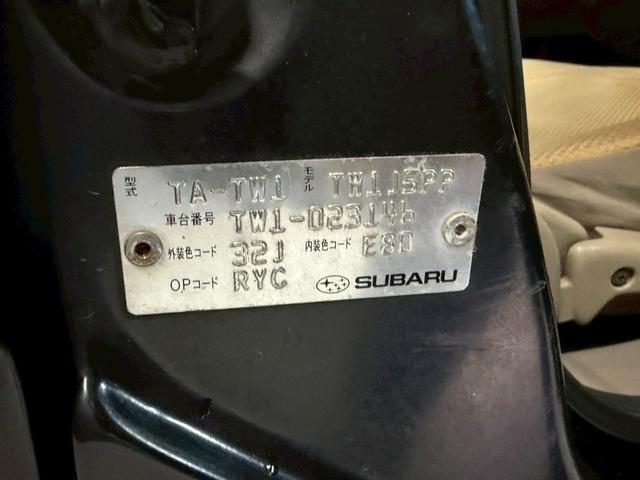 型式 TA-TW1 モデル TW1J5PP
車台番号 TW1-023146
外装色コード 32J 内装色コード E80
OPコード RYC SUBARU